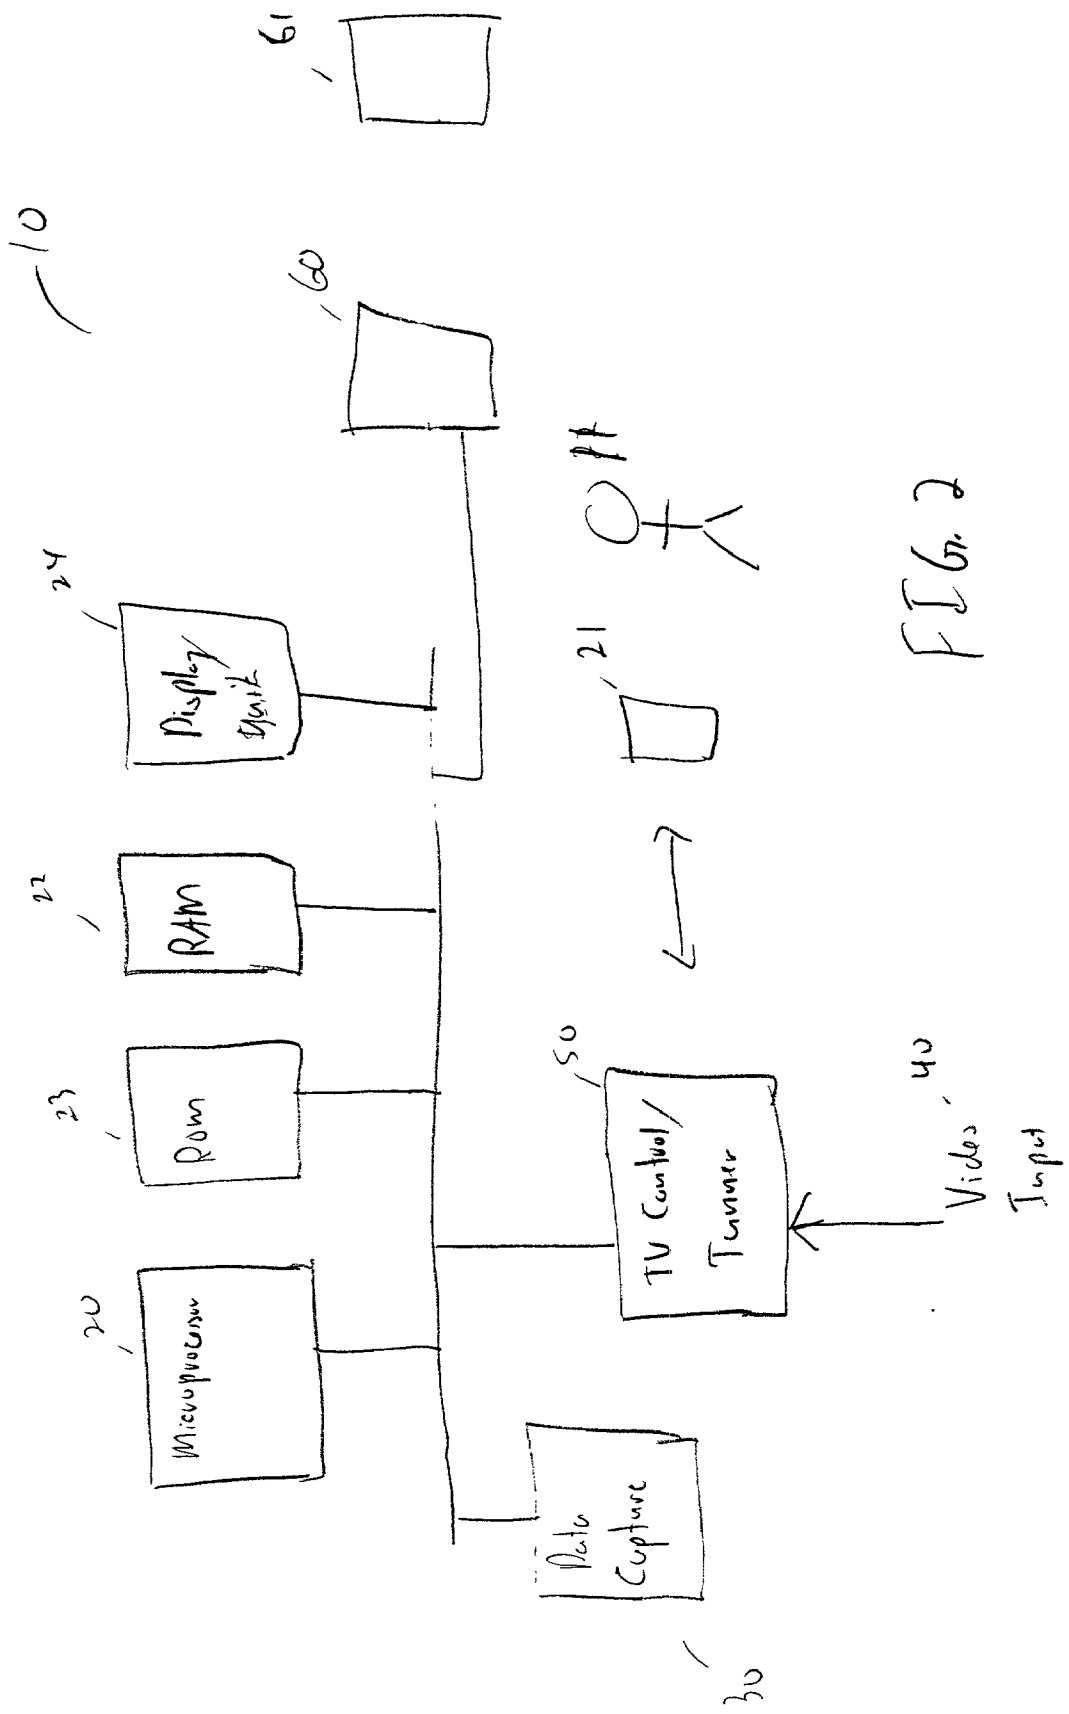 10
20
Microprocessor
23
Rom
22
RAM
24
Display
Unit
60
61
30
Data
Capture
50
TV Control/
Tunner
21
Video
Input
40
FIG. 2